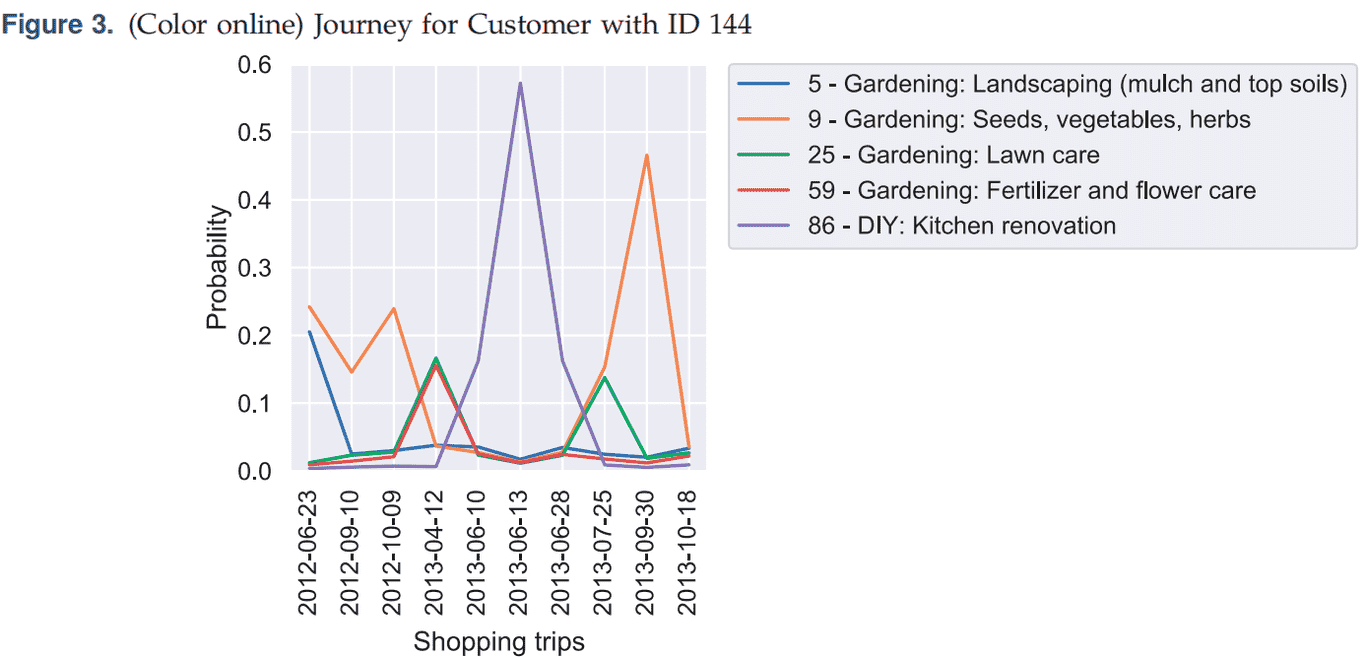 Figure 3. (Color online) Journey for Customer with ID 144
0.6
0.5
0.4
0.3
0.2
0.1
0.0
Probability
2012-06-23
2012-09-10
2012-10-09
2013-04-12
2013-06-10
2013-06-13
2013-06-28
2013-07-25
2013-09-30
2013-10-18
Shopping trips
5 - Gardening: Landscaping (mulch and top soils)
9 - Gardening: Seeds, vegetables, herbs
25 - Gardening: Lawn care
59 - Gardening: Fertilizer and flower care
86 - DIY: Kitchen renovation